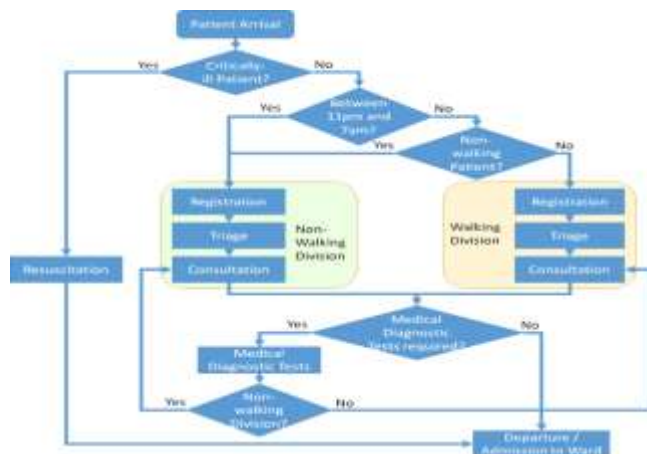 Patient Arrival
Yes
Critically-
ill Patient?
No
Yes
Between
11pm and
7am?
No
Yes
Non-
walking
Patient?
No
Registration
Triage
Consultation
Non-
Walking
Division
Walking
Division
Registration
Triage
Consultation
Resuscitation
Yes
Medical
Diagnostic
Tests required?
No
Medical
Diagnostic Tests
Yes
Non-
walking
Division?
No
Departure /
Admission to Ward